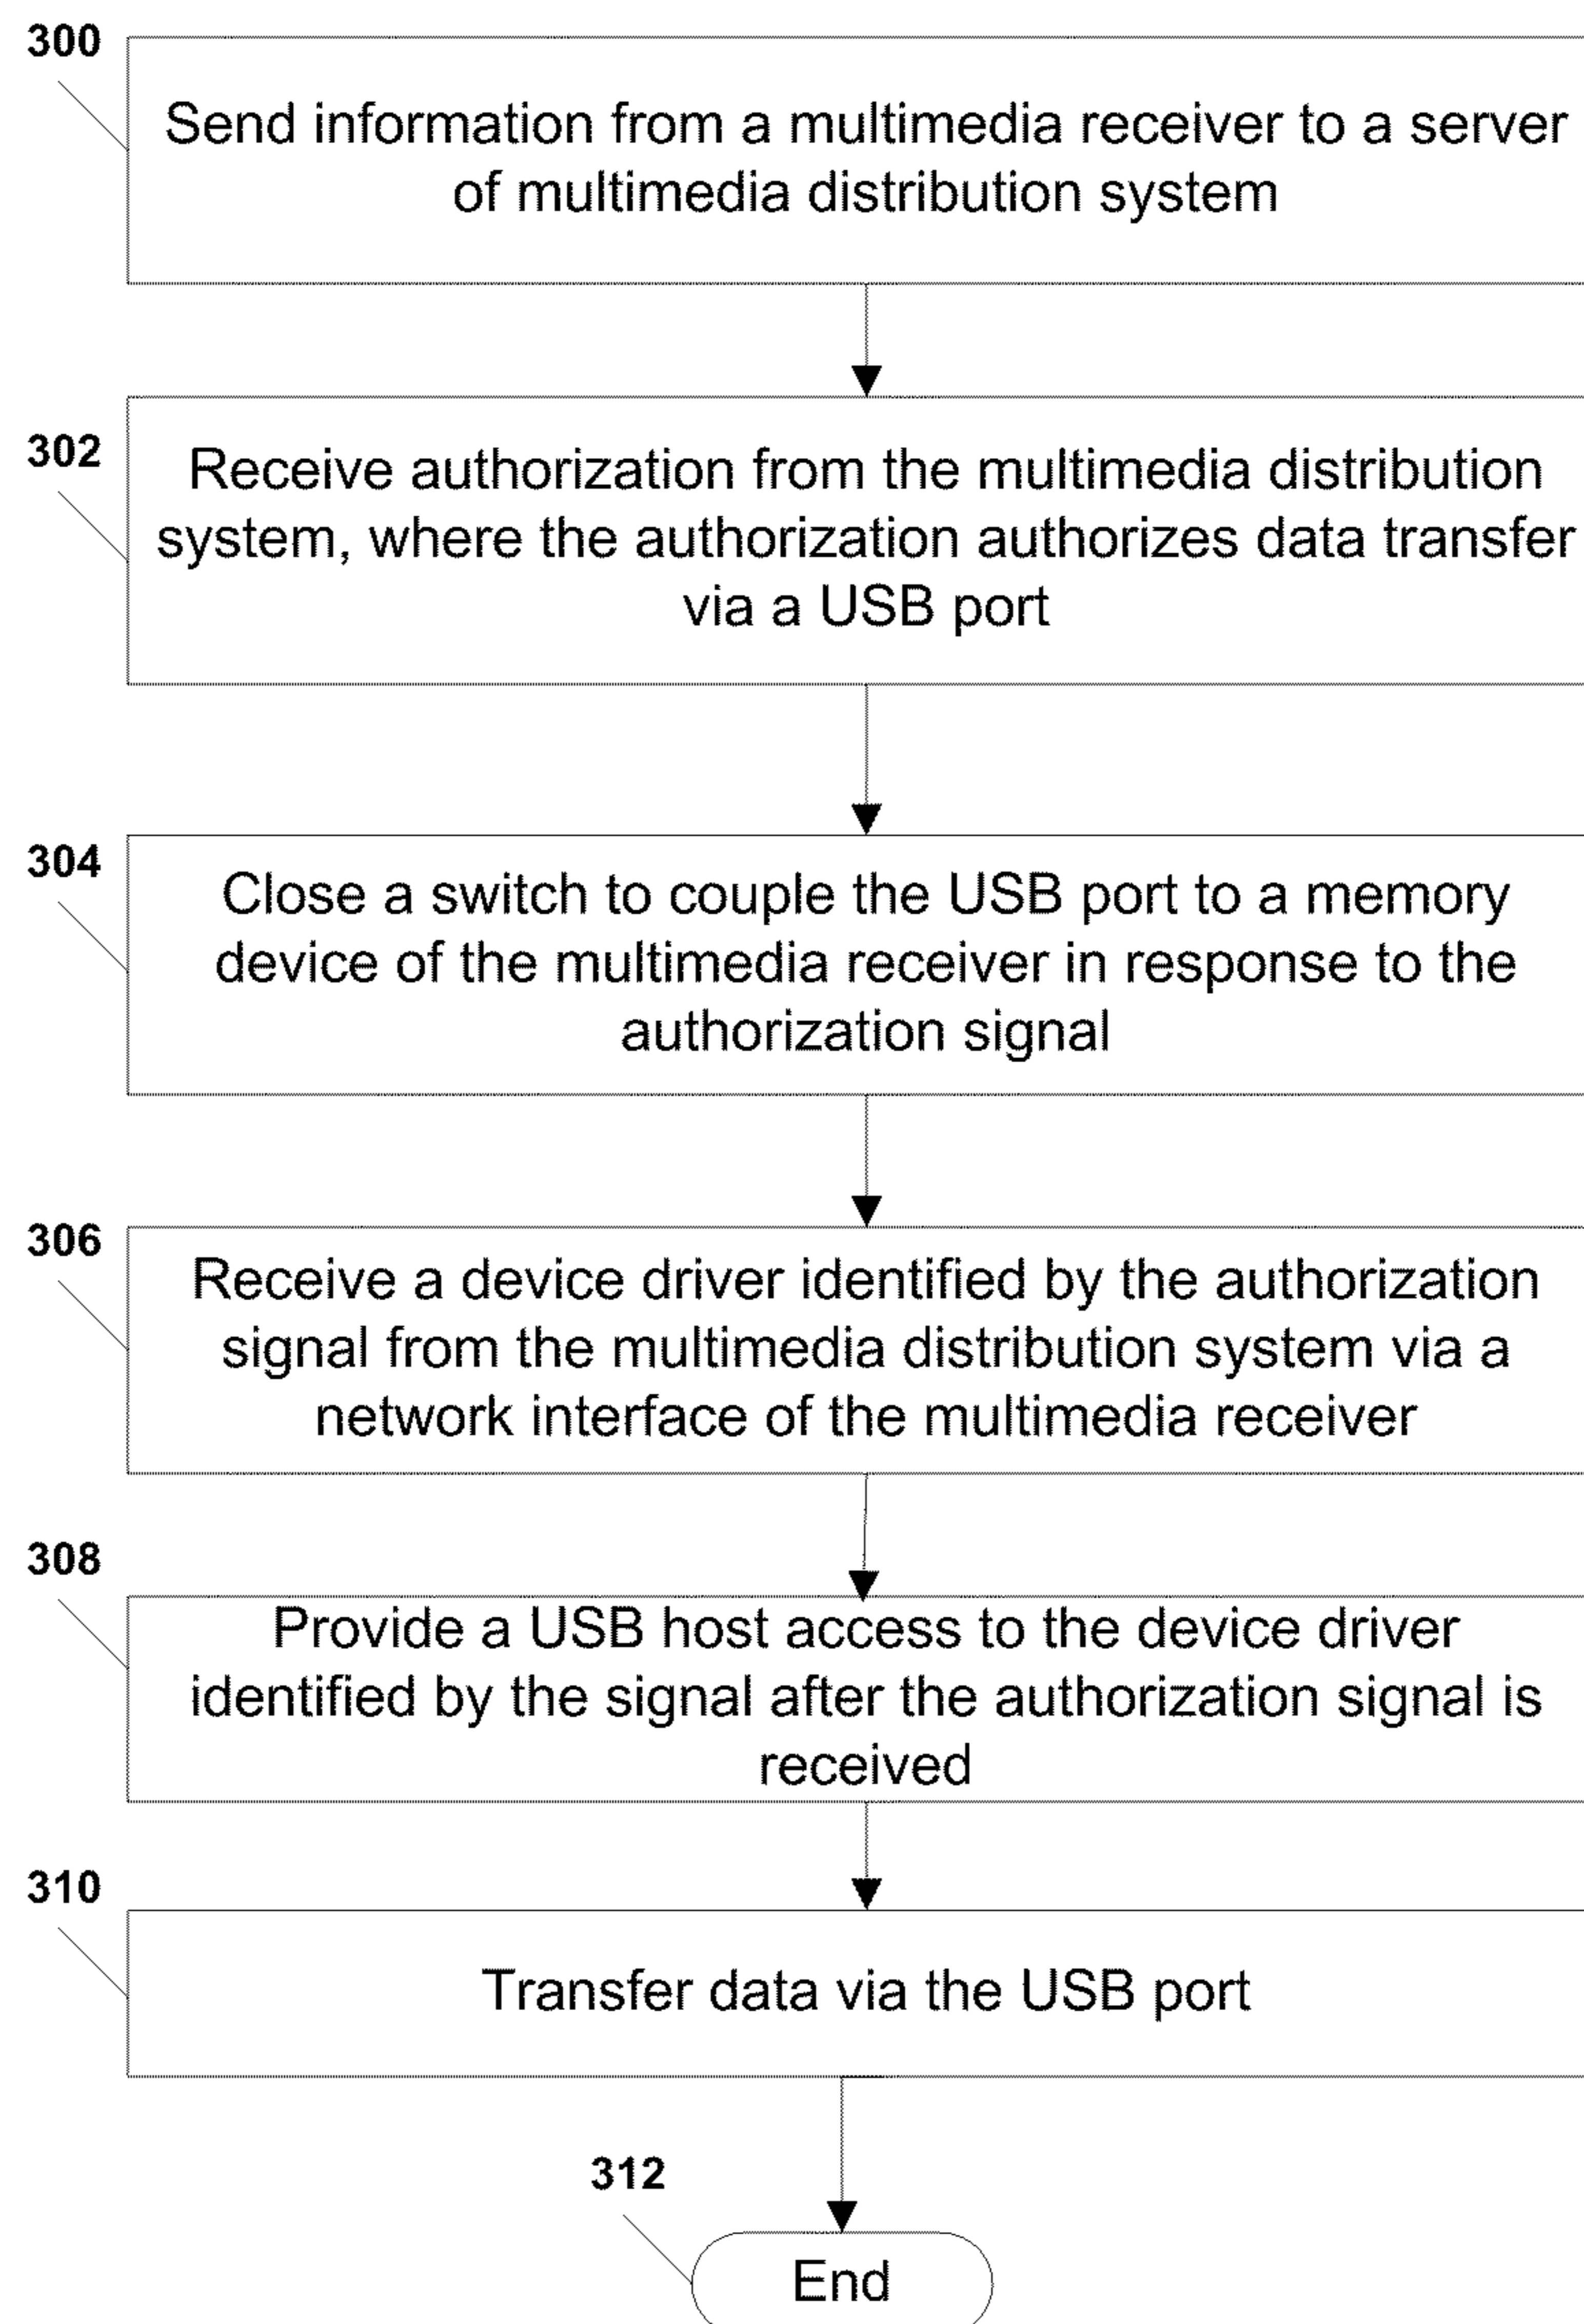 300
Send information from a multimedia receiver to a server
of multimedia distribution system
302
Receive authorization from the multimedia distribution
system, where the authorization authorizes data transfer
via a USB port
304
Close a switch to couple the USB port to a memory
device of the multimedia receiver in response to the
authorization signal
306
Receive a device driver identified by the authorization
signal from the multimedia distribution system via a
network interface of the multimedia receiver
308
Provide a USB host access to the device driver
identified by the signal after the authorization signal is
received
310
Transfer data via the USB port
312
End